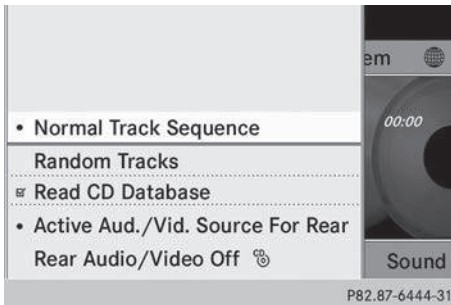 em
00:00
• Normal Track Sequence
Random Tracks
Read CD Database
• Active Aud./Vid. Source For Rear
Rear Audio/Video Off CD
Sound
P82.87-6444-31